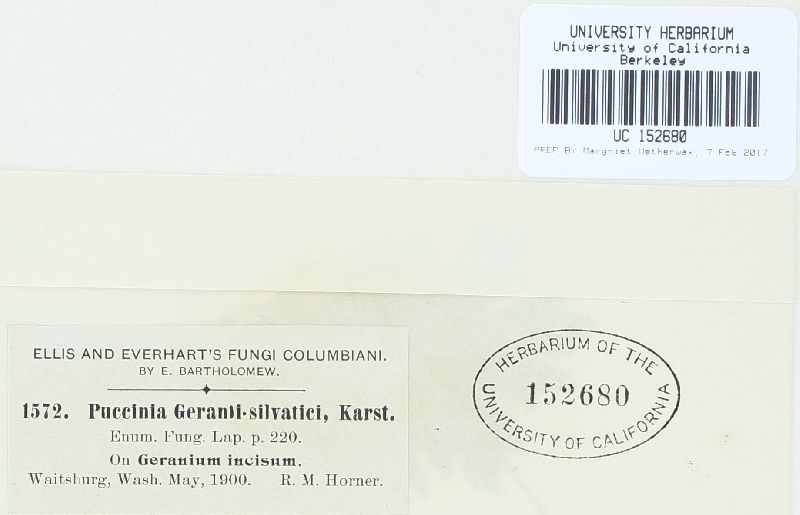 UNIVERSITY HERBARIUM
University of California
Berkeley
UC 152680
PREP BY Margriet Wetherwax, 7 Feb 2017
ELLIS AND EVERHART'S FUNGI COLUMBIANI.
BY E. BARTHOLOMEW.
1572. Puccinia Geranii-silvatici, Karst.
Enum. Fung. Lap. p. 220.
On Geranium incisum.
Waitsburg, Wash. May, 1900. R. M. Horner.
HERBARIUM OF THE
152680
UNIVERSITY OF CALIFORNIA